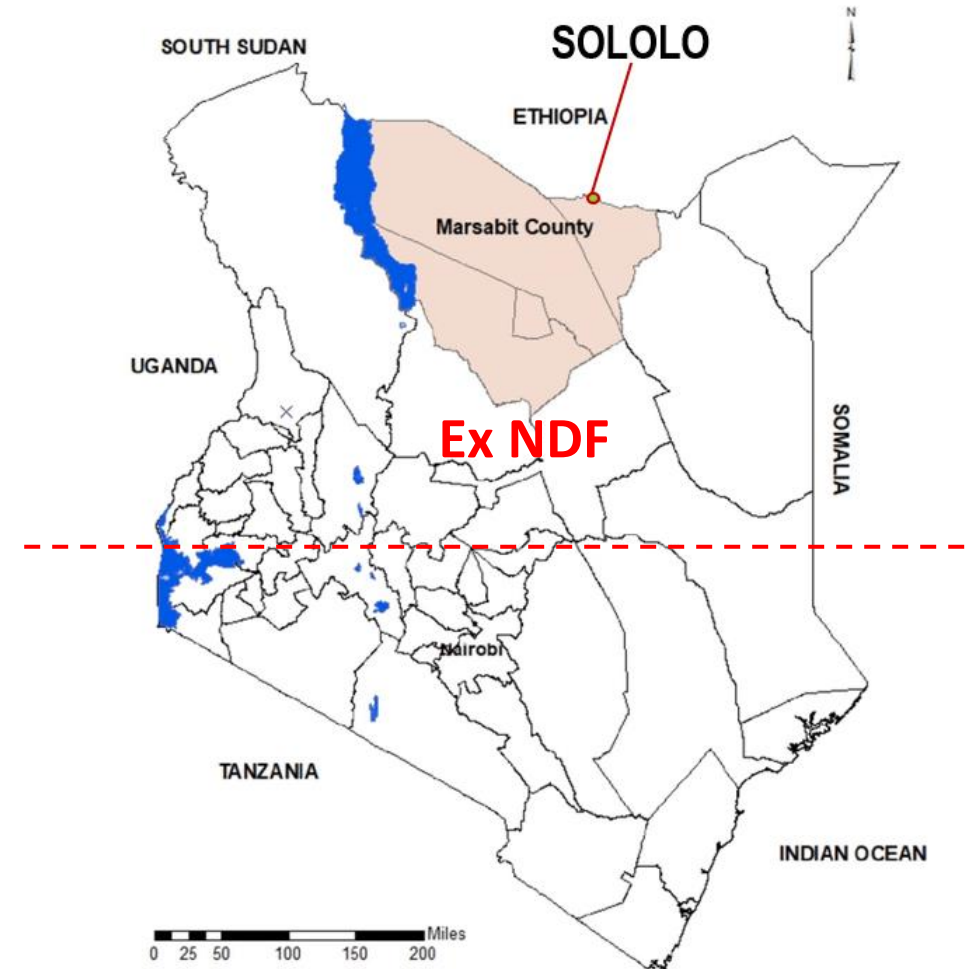 N
SOUTH SUDAN
SOLOLO
ETHIOPIA
Marsabit County
UGANDA
Ex NDF
SOMALIA
Nairobi
TANZANIA
INDIAN OCEAN
Miles
0 25 50 100 150 200